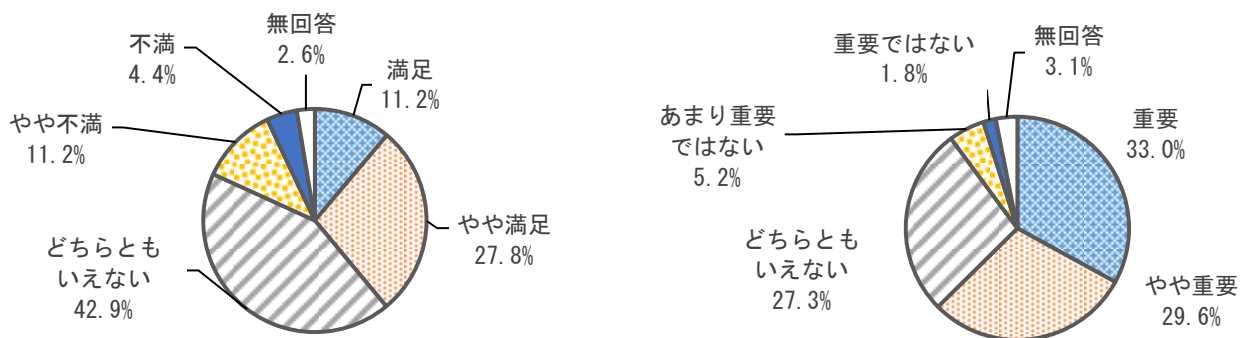 無回答
2.6%
満足
11.2%
やや満足
27.8%
どちらとも
いえない
42.9%
やや不満
11.2%
不満
4.4%
無回答
3.1%
重要
33.0%
やや重要
29.6%
どちらとも
いえない
27.3%
あまり重要
ではない
5.2%
重要ではない
1.8%